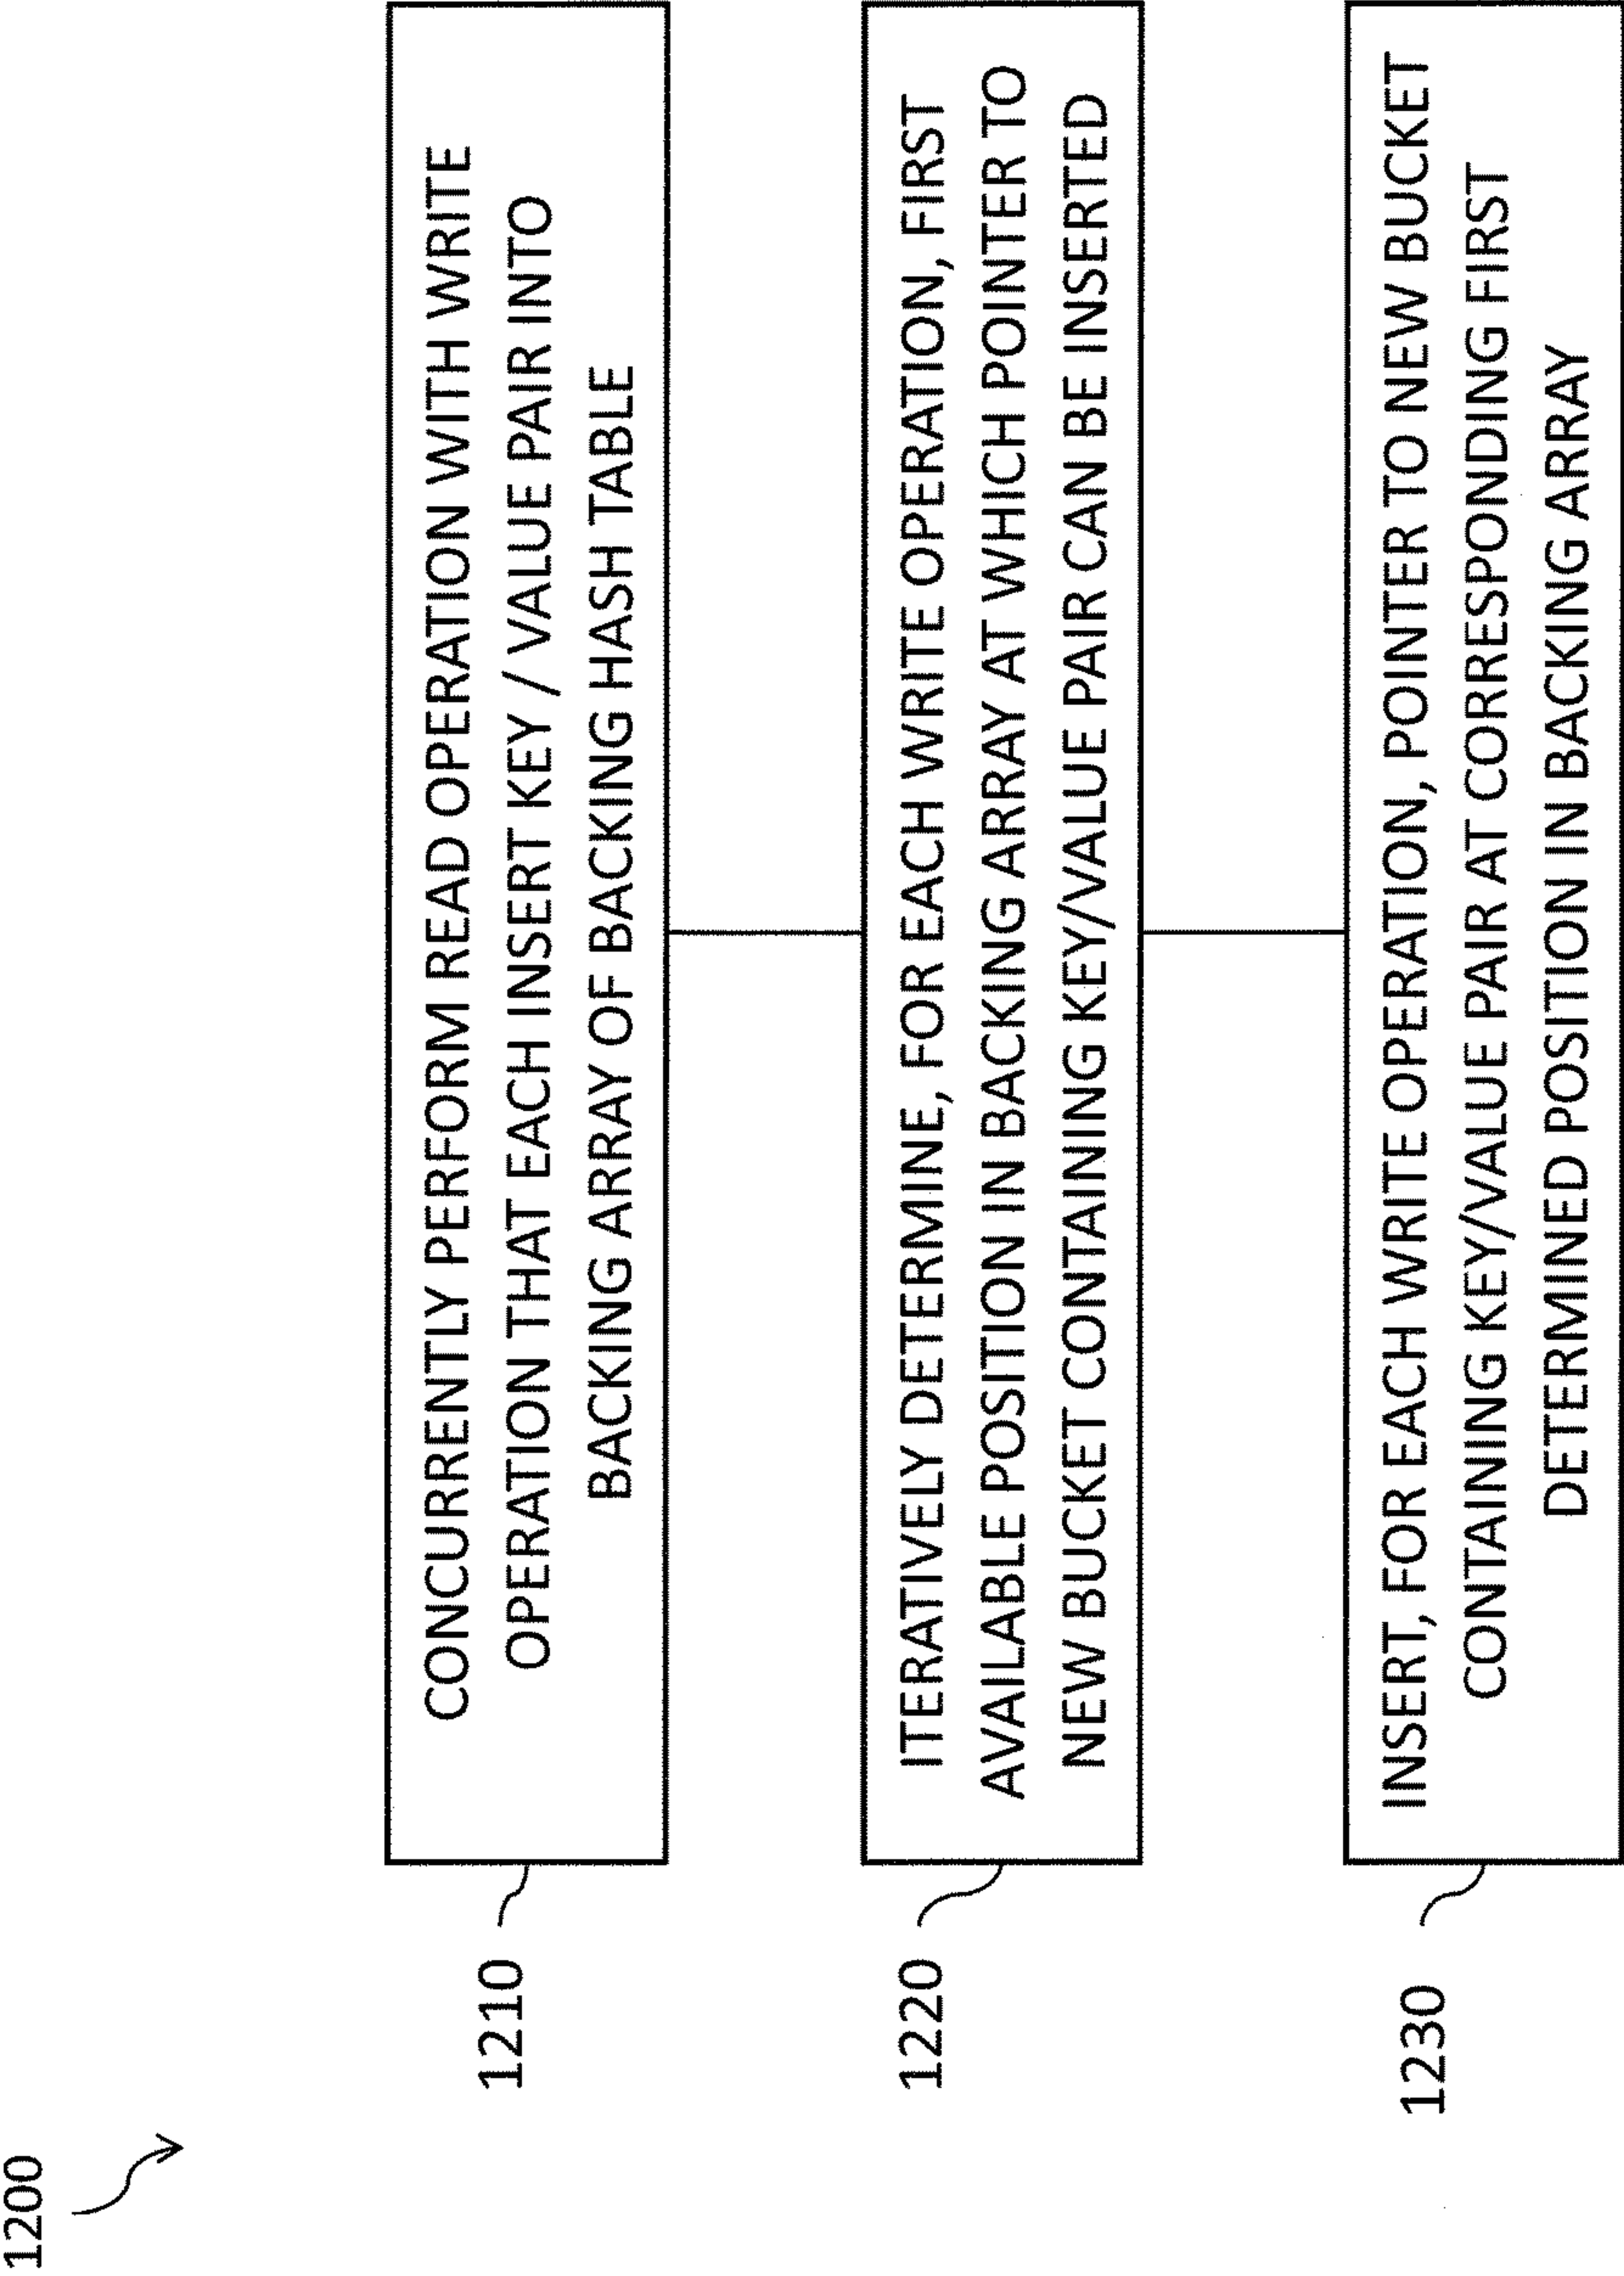 1200
1210
CONCURRENTLY PERFORM READ OPERATION WITH WRITE
OPERATION THAT EACH INSERT KEY / VALUE PAIR INTO
BACKING ARRAY OF BACKING HASH TABLE
1220
ITERATIVELY DETERMINE, FOR EACH WRITE OPERATION, FIRST
AVAILABLE POSITION IN BACKING ARRAY AT WHICH POINTER TO
NEW BUCKET CONTAINING KEY/VALUE PAIR CAN BE INSERTED
1230
INSERT, FOR EACH WRITE OPERATION, POINTER TO NEW BUCKET
CONTAINING KEY/VALUE PAIR AT CORRESPONDING FIRST
DETERMINED POSITION IN BACKING ARRAY